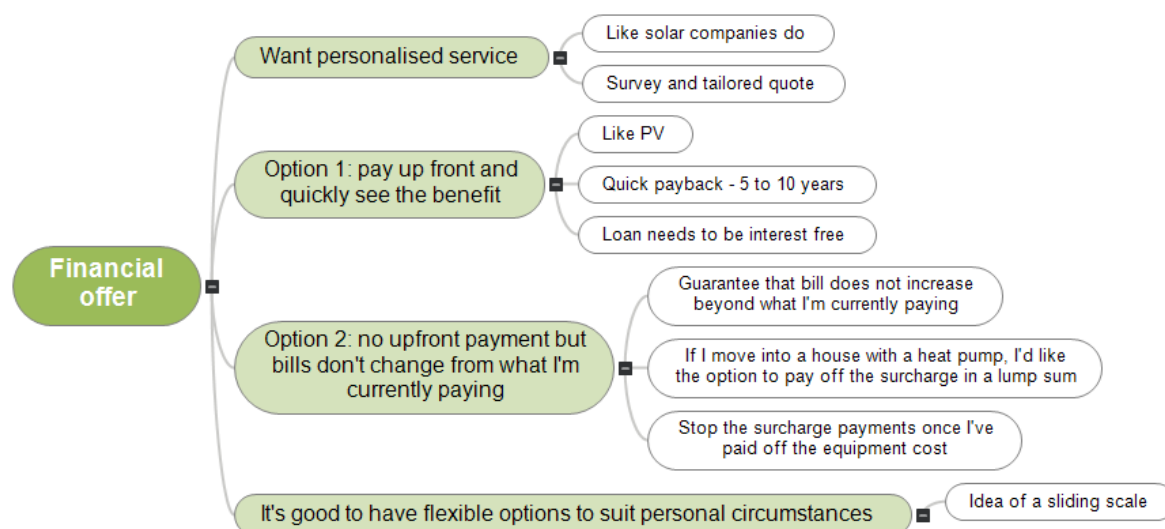 Financial
offer
Want personalised service
Like solar companies do
Survey and tailored quote
Option 1: pay up front and
quickly see the benefit
Like PV
Quick payback - 5 to 10 years
Loan needs to be interest free
Option 2: no upfront payment but
bills don't change from what I'm
currently paying
Guarantee that bill does not increase
beyond what I'm currently paying
If I move into a house with a heat pump, I'd like
the option to pay off the surcharge in a lump sum
Stop the surcharge payments once I've
paid off the equipment cost
It's good to have flexible options to suit personal circumstances
Idea of a sliding scale